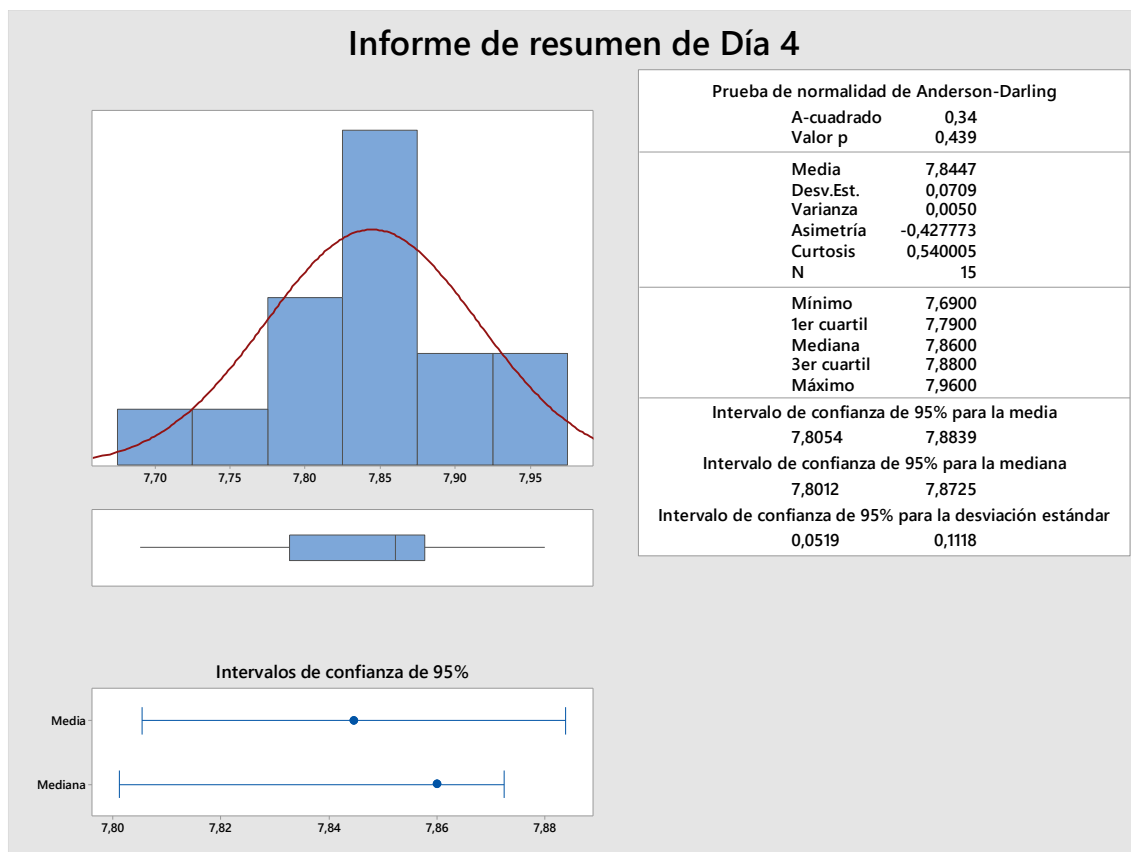 Informe de resumen de Día 4
Prueba de normalidad de Anderson-Darling
A-cuadrado 0,34
Valor p 0,439
Media 7,8447
Desv.Est. 0,0709
Varianza 0,0050
Asimetría -0,427773
Curtosis 0,540005
N 15
Mínimo 7,6900
1er cuartil 7,7900
Mediana 7,8600
3er cuartil 7,8800
Máximo 7,9600
Intervalo de confianza de 95% para la media
7,8054 7,8839
Intervalo de confianza de 95% para la mediana
7,8012 7,8725
Intervalo de confianza de 95% para la desviación estándar
0,0519 0,1118
7,70 7,75 7,80 7,85 7,90 7,95
Intervalos de confianza de 95%
Media
Mediana
7,80 7,82 7,84 7,86 7,88